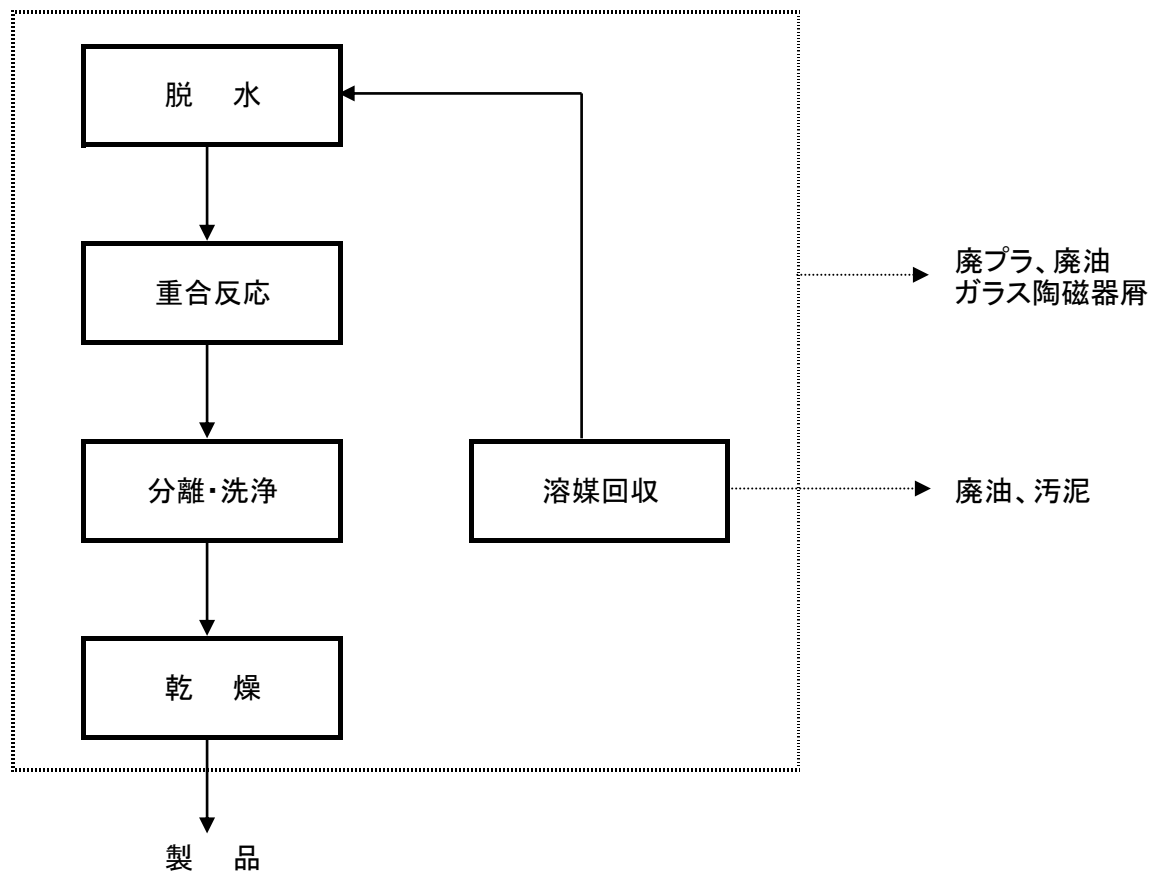 脱　水
重合反応
廃プラ、廃油
ガラス陶磁器屑
分離・洗浄
溶媒回収
廃油、汚泥
乾　燥
製　品